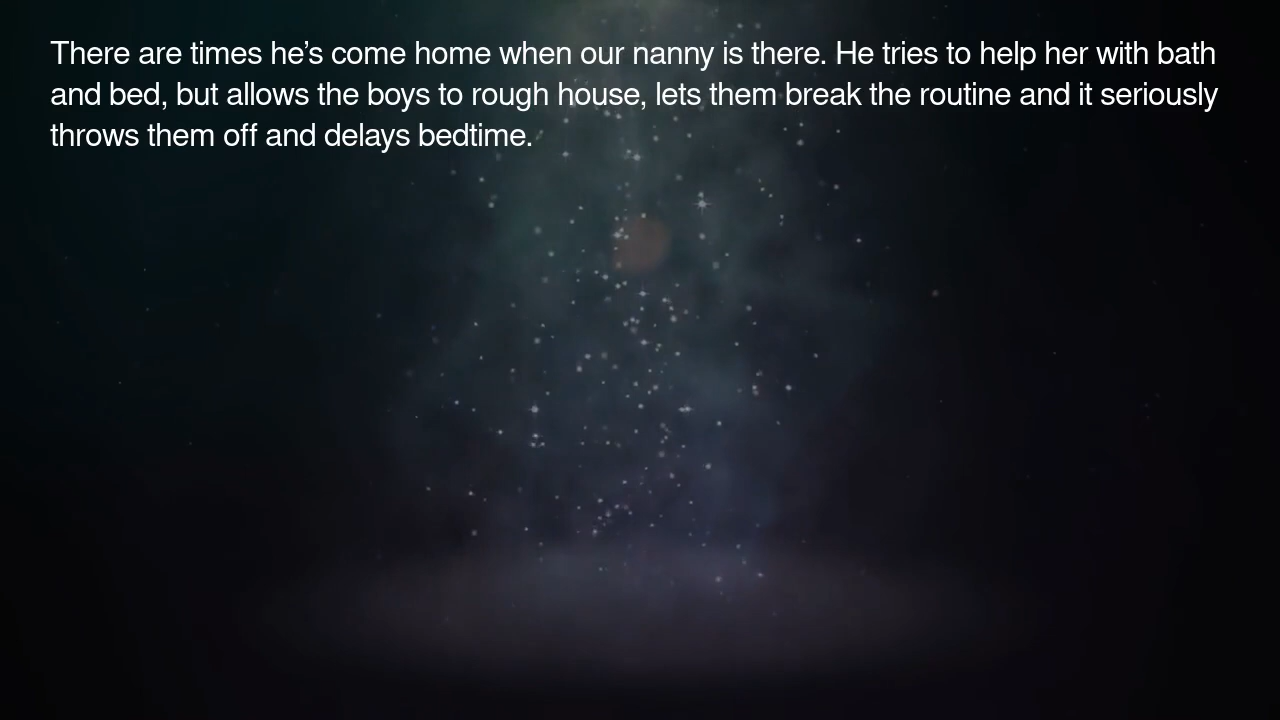 There are times he’s come home when our nanny is there. He tries to help her with bath
and bed, but allows the boys to rough house, lets them break the routine and it seriously
throws them off and delays bedtime.